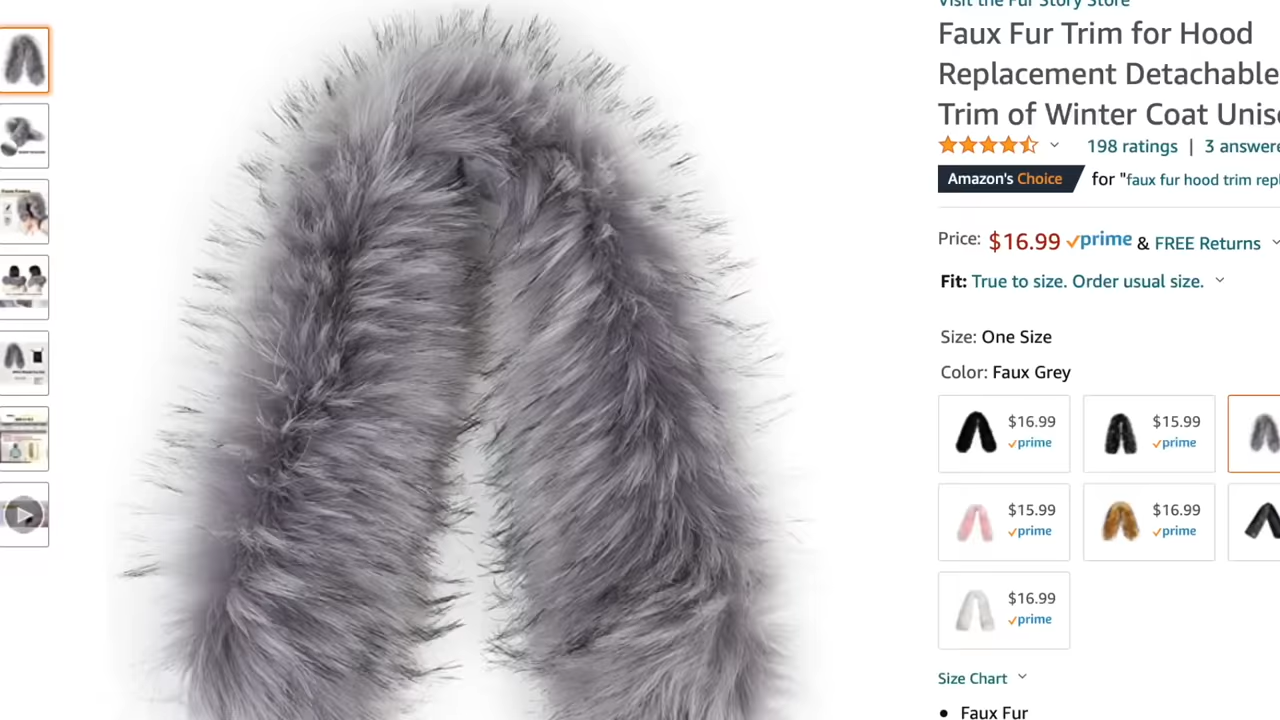 Visit the Fur Story Store
Faux Fur Trim for Hood
Replacement Detachable
Trim of Winter Coat
198 ratings | 3
Amazon's Choice for "faux fur hood trim
Price: $16.99 prime & FREE Returns
Fit: True to size. Order usual size.
Size: One Size
Color: Faux Grey
$16.99
prime
$15.99
prime
$15.99
prime
$16.99
prime
$16.99
prime
Size Chart
• Faux Fur